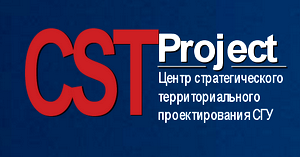 CST Project
Центр стратегического
территориального
проектирования СГУ